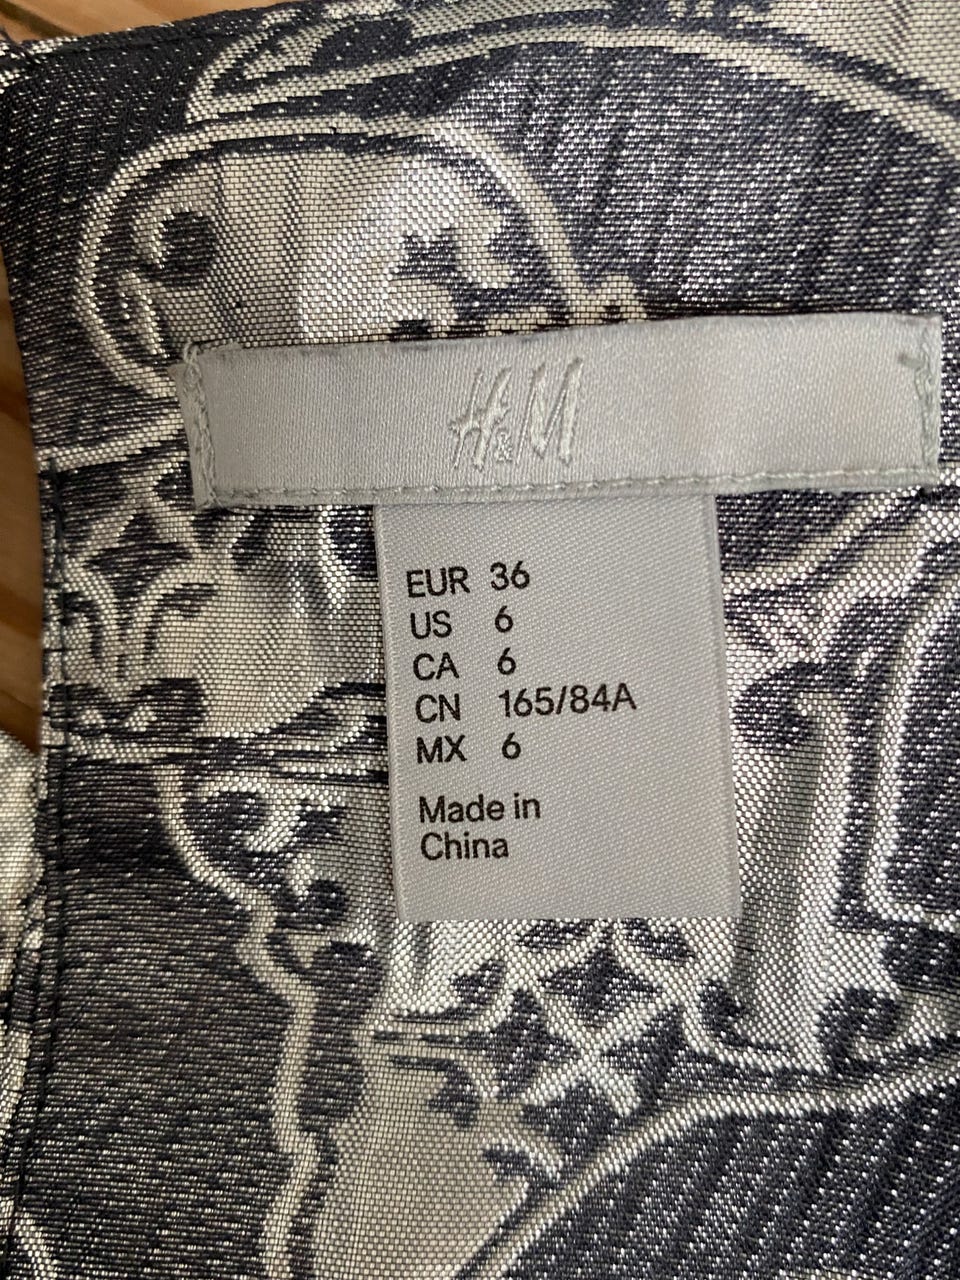 H&M
EUR 36
US 6
CA 6
CN 165/84A
MX 6
Made in
China